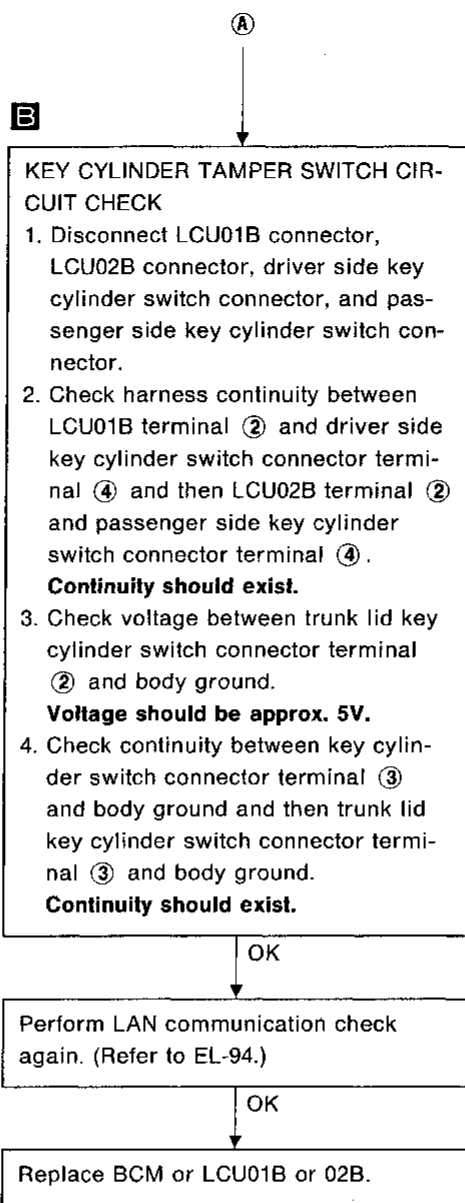 Ⓐ
B
KEY CYLINDER TAMPER SWITCH CIR-
CUIT CHECK
1. Disconnect LCU01B connector,
LCU02B connector, driver side key
cylinder switch connector, and pas-
senger side key cylinder switch con-
nector.
2. Check harness continuity between
LCU01B terminal ② and driver side
key cylinder switch connector termi-
nal ④ and then LCU02B terminal ②
and passenger side key cylinder
switch connector terminal ④.
Continuity should exist.
3. Check voltage between trunk lid key
cylinder switch connector terminal
② and body ground.
Voltage should be approx. 5V.
4. Check continuity between key cylin-
der switch connector terminal ③
and body ground and then trunk lid
key cylinder switch connector termi-
nal ③ and body ground.
Continuity should exist.
OK
Perform LAN communication check
again. (Refer to EL-94.)
OK
Replace BCM or LCU01B or 02B.